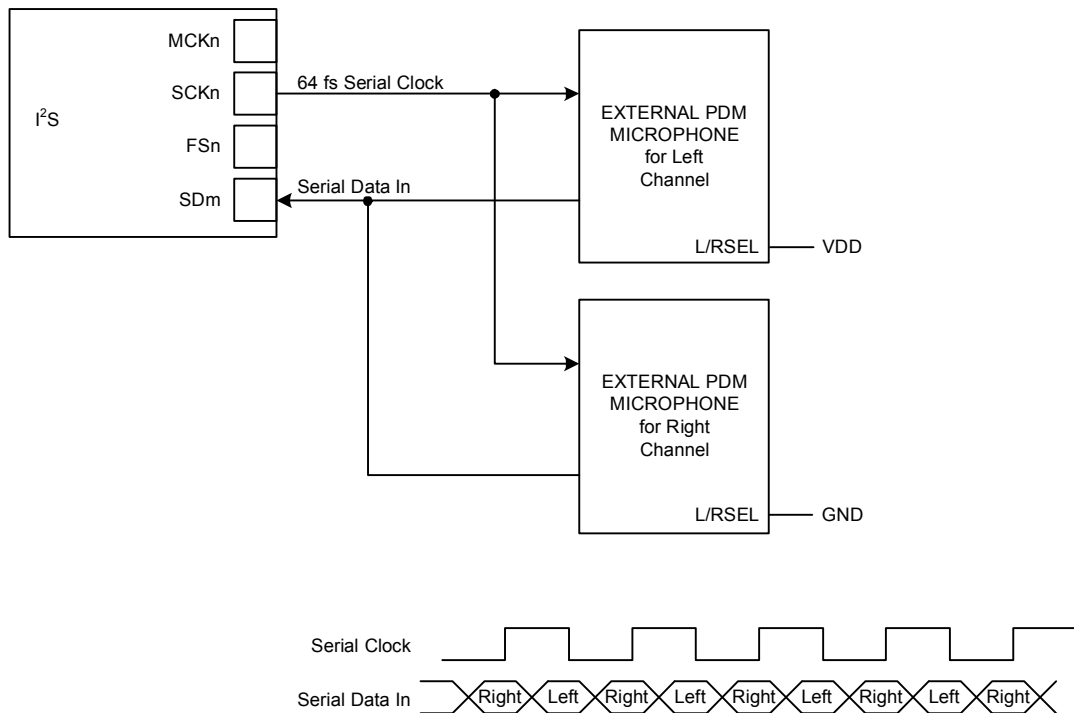 MCKn
SCKn
I²S
FSn
SDm
64 fs Serial Clock
Serial Data In
EXTERNAL PDM
MICROPHONE
for Left
Channel
L/RSEL
VDD
EXTERNAL PDM
MICROPHONE
for Right
Channel
L/RSEL
GND
Serial Clock
Serial Data In Right Left Right Left Right Left Right Left Right